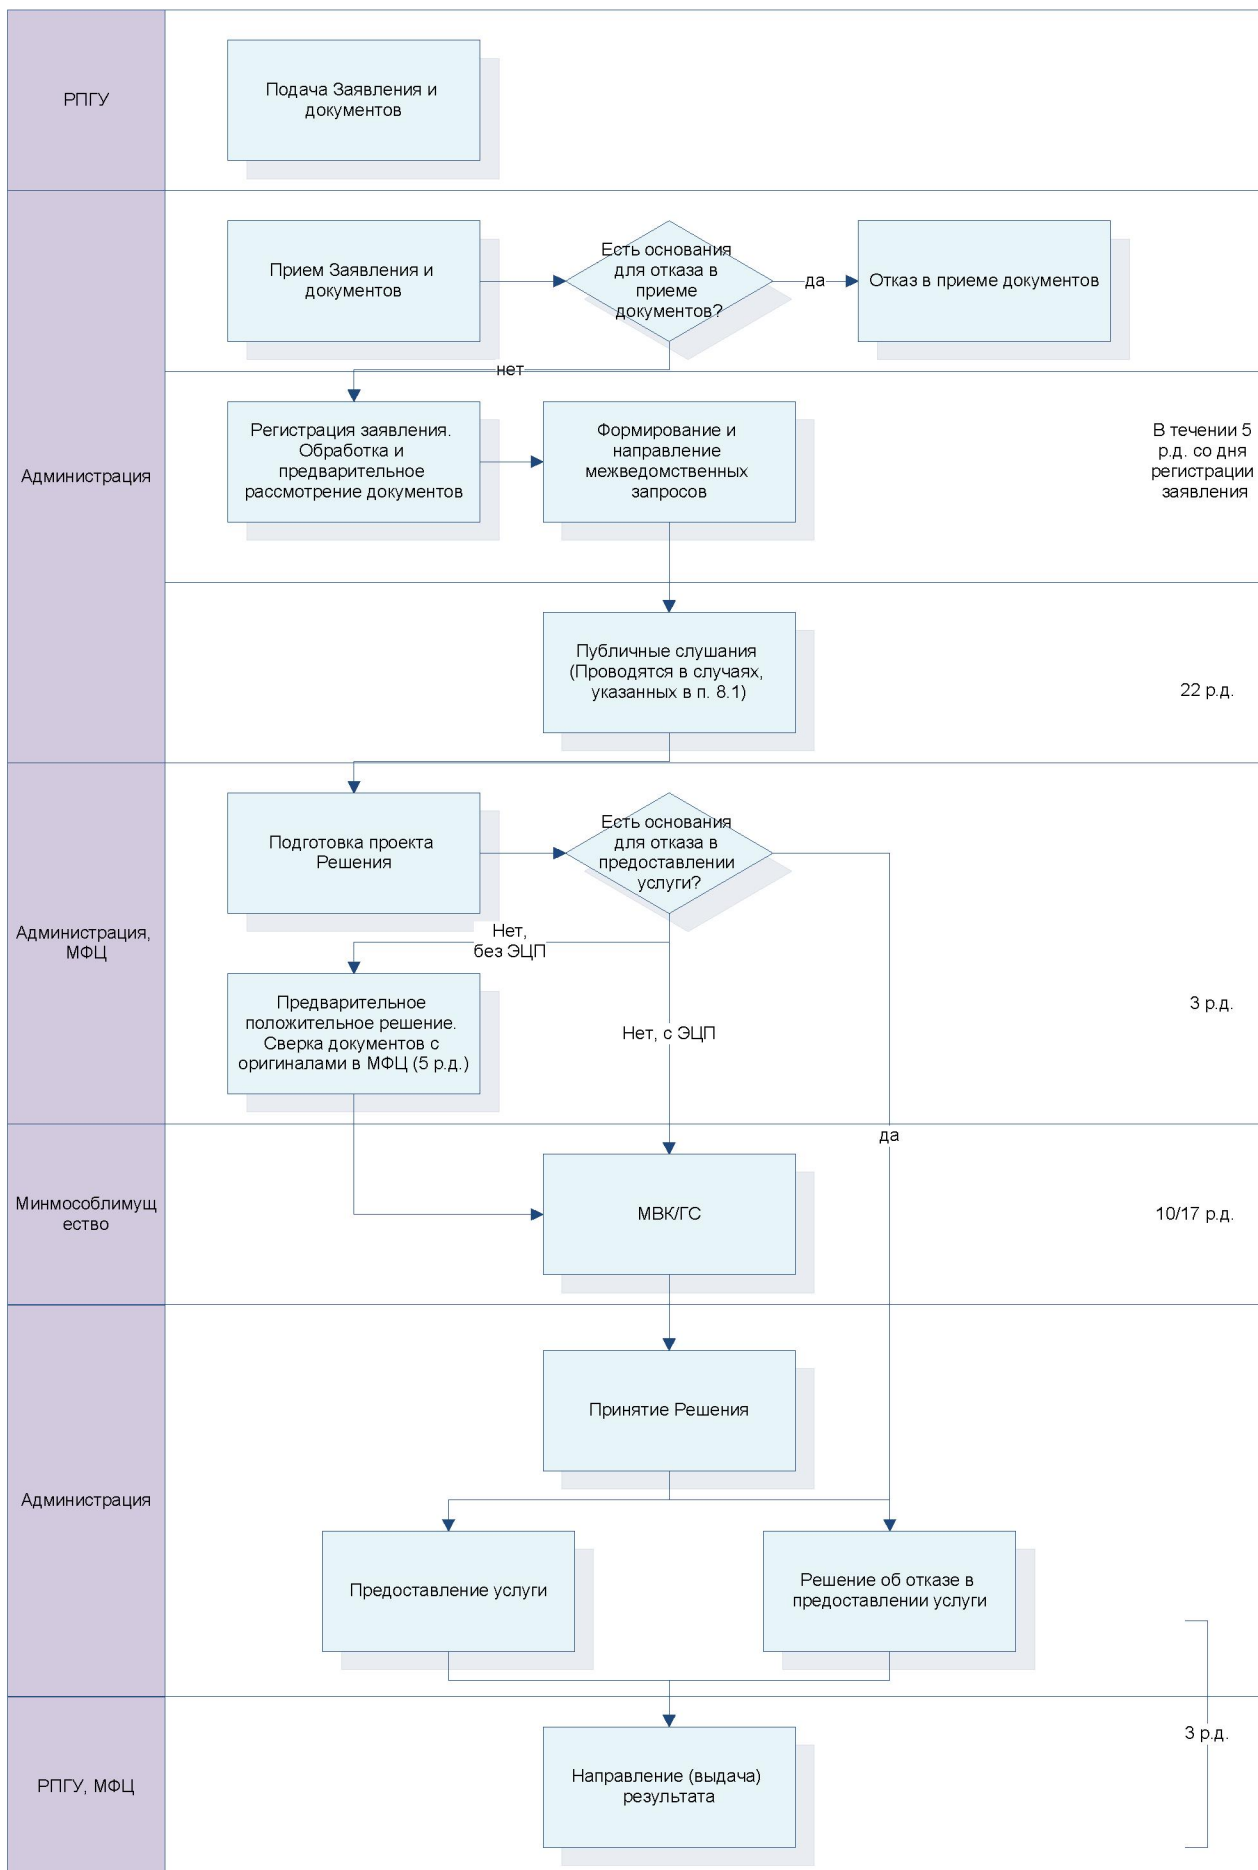 РПГУ
Подача Заявления и
документов
Администрация
Прием Заявления и
документов
Есть основания
для отказа в
приеме
документов?
да
Отказ в приеме документов
нет
Регистрация заявления.
Обработка и
предварительное
рассмотрение документов
Формирование и
направление
межведомственных
запросов
В течении 5
р.д. со дня
регистрации
заявления
Публичные слушания
(Проводятся в случаях,
указанных в п. 8.1)
22 р.д.
Администрация,
МФЦ
Подготовка проекта
Решения
Есть основания
для отказа в
предоставлении
услуги?
Нет,
без ЭЦП
Предварительное
положительное решение.
Сверка документов с
оригиналами в МФЦ (5 р.д.)
Нет, с ЭЦП
3 р.д.
да
Минмособлимущ
ество
МВК/ГС
10/17 р.д.
Администрация
Принятие Решения
Предоставление услуги
Решение об отказе в
предоставлении услуги
3 р.д.
РПГУ, МФЦ
Направление (выдача)
результата